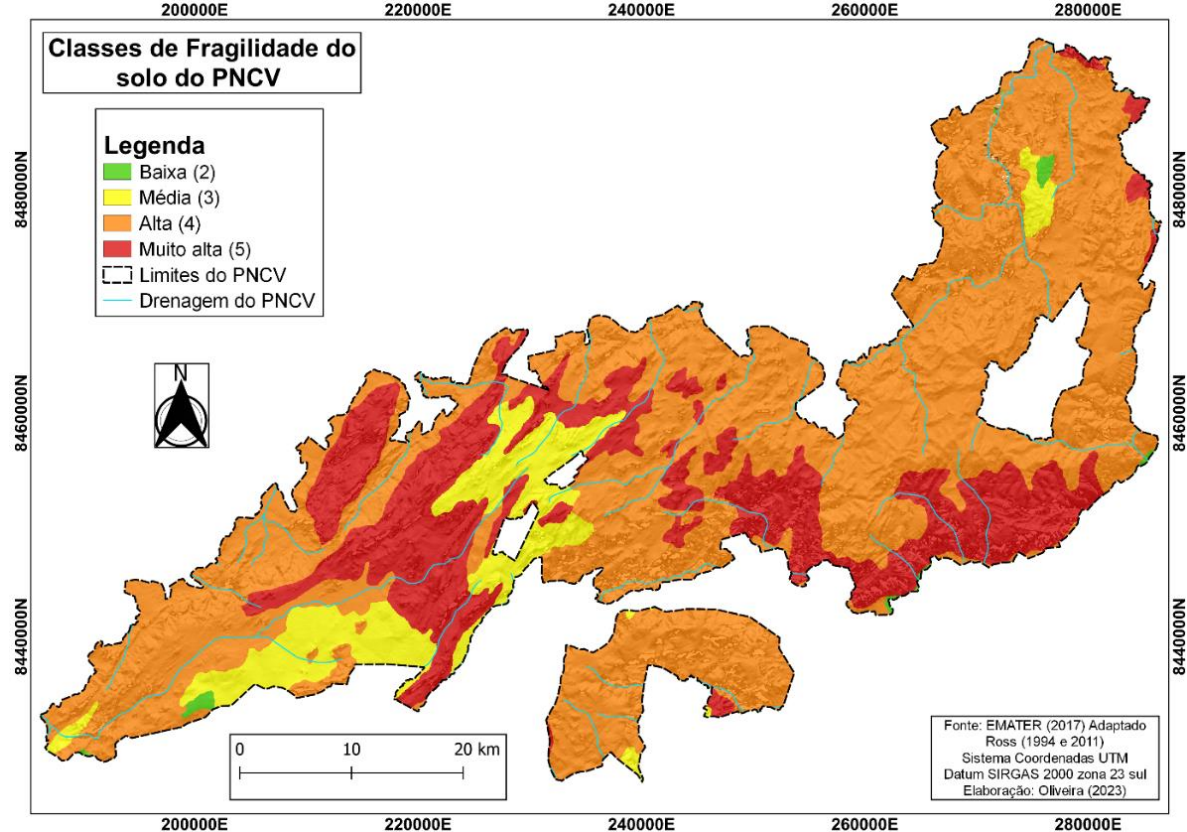 200000E 220000E 240000E 260000E 280000E
Classes de Fragilidade do
solo do PNCV
Legenda
Baixa (2)
Média (3)
Alta (4)
Muito alta (5)
Limites do PNCV
Drenagem do PNCV
8480000N 8480000N
N
8460000N 8460000N
8440000N 8440000N
0 10 20 km
Fonte: EMATER (2017) Adaptado
Ross (1994 e 2011)
Sistema Coordenadas UTM
Datum SIRGAS 2000 zona 23 sul
Elaboração: Oliveira (2023)
200000E 220000E 240000E 260000E 280000E